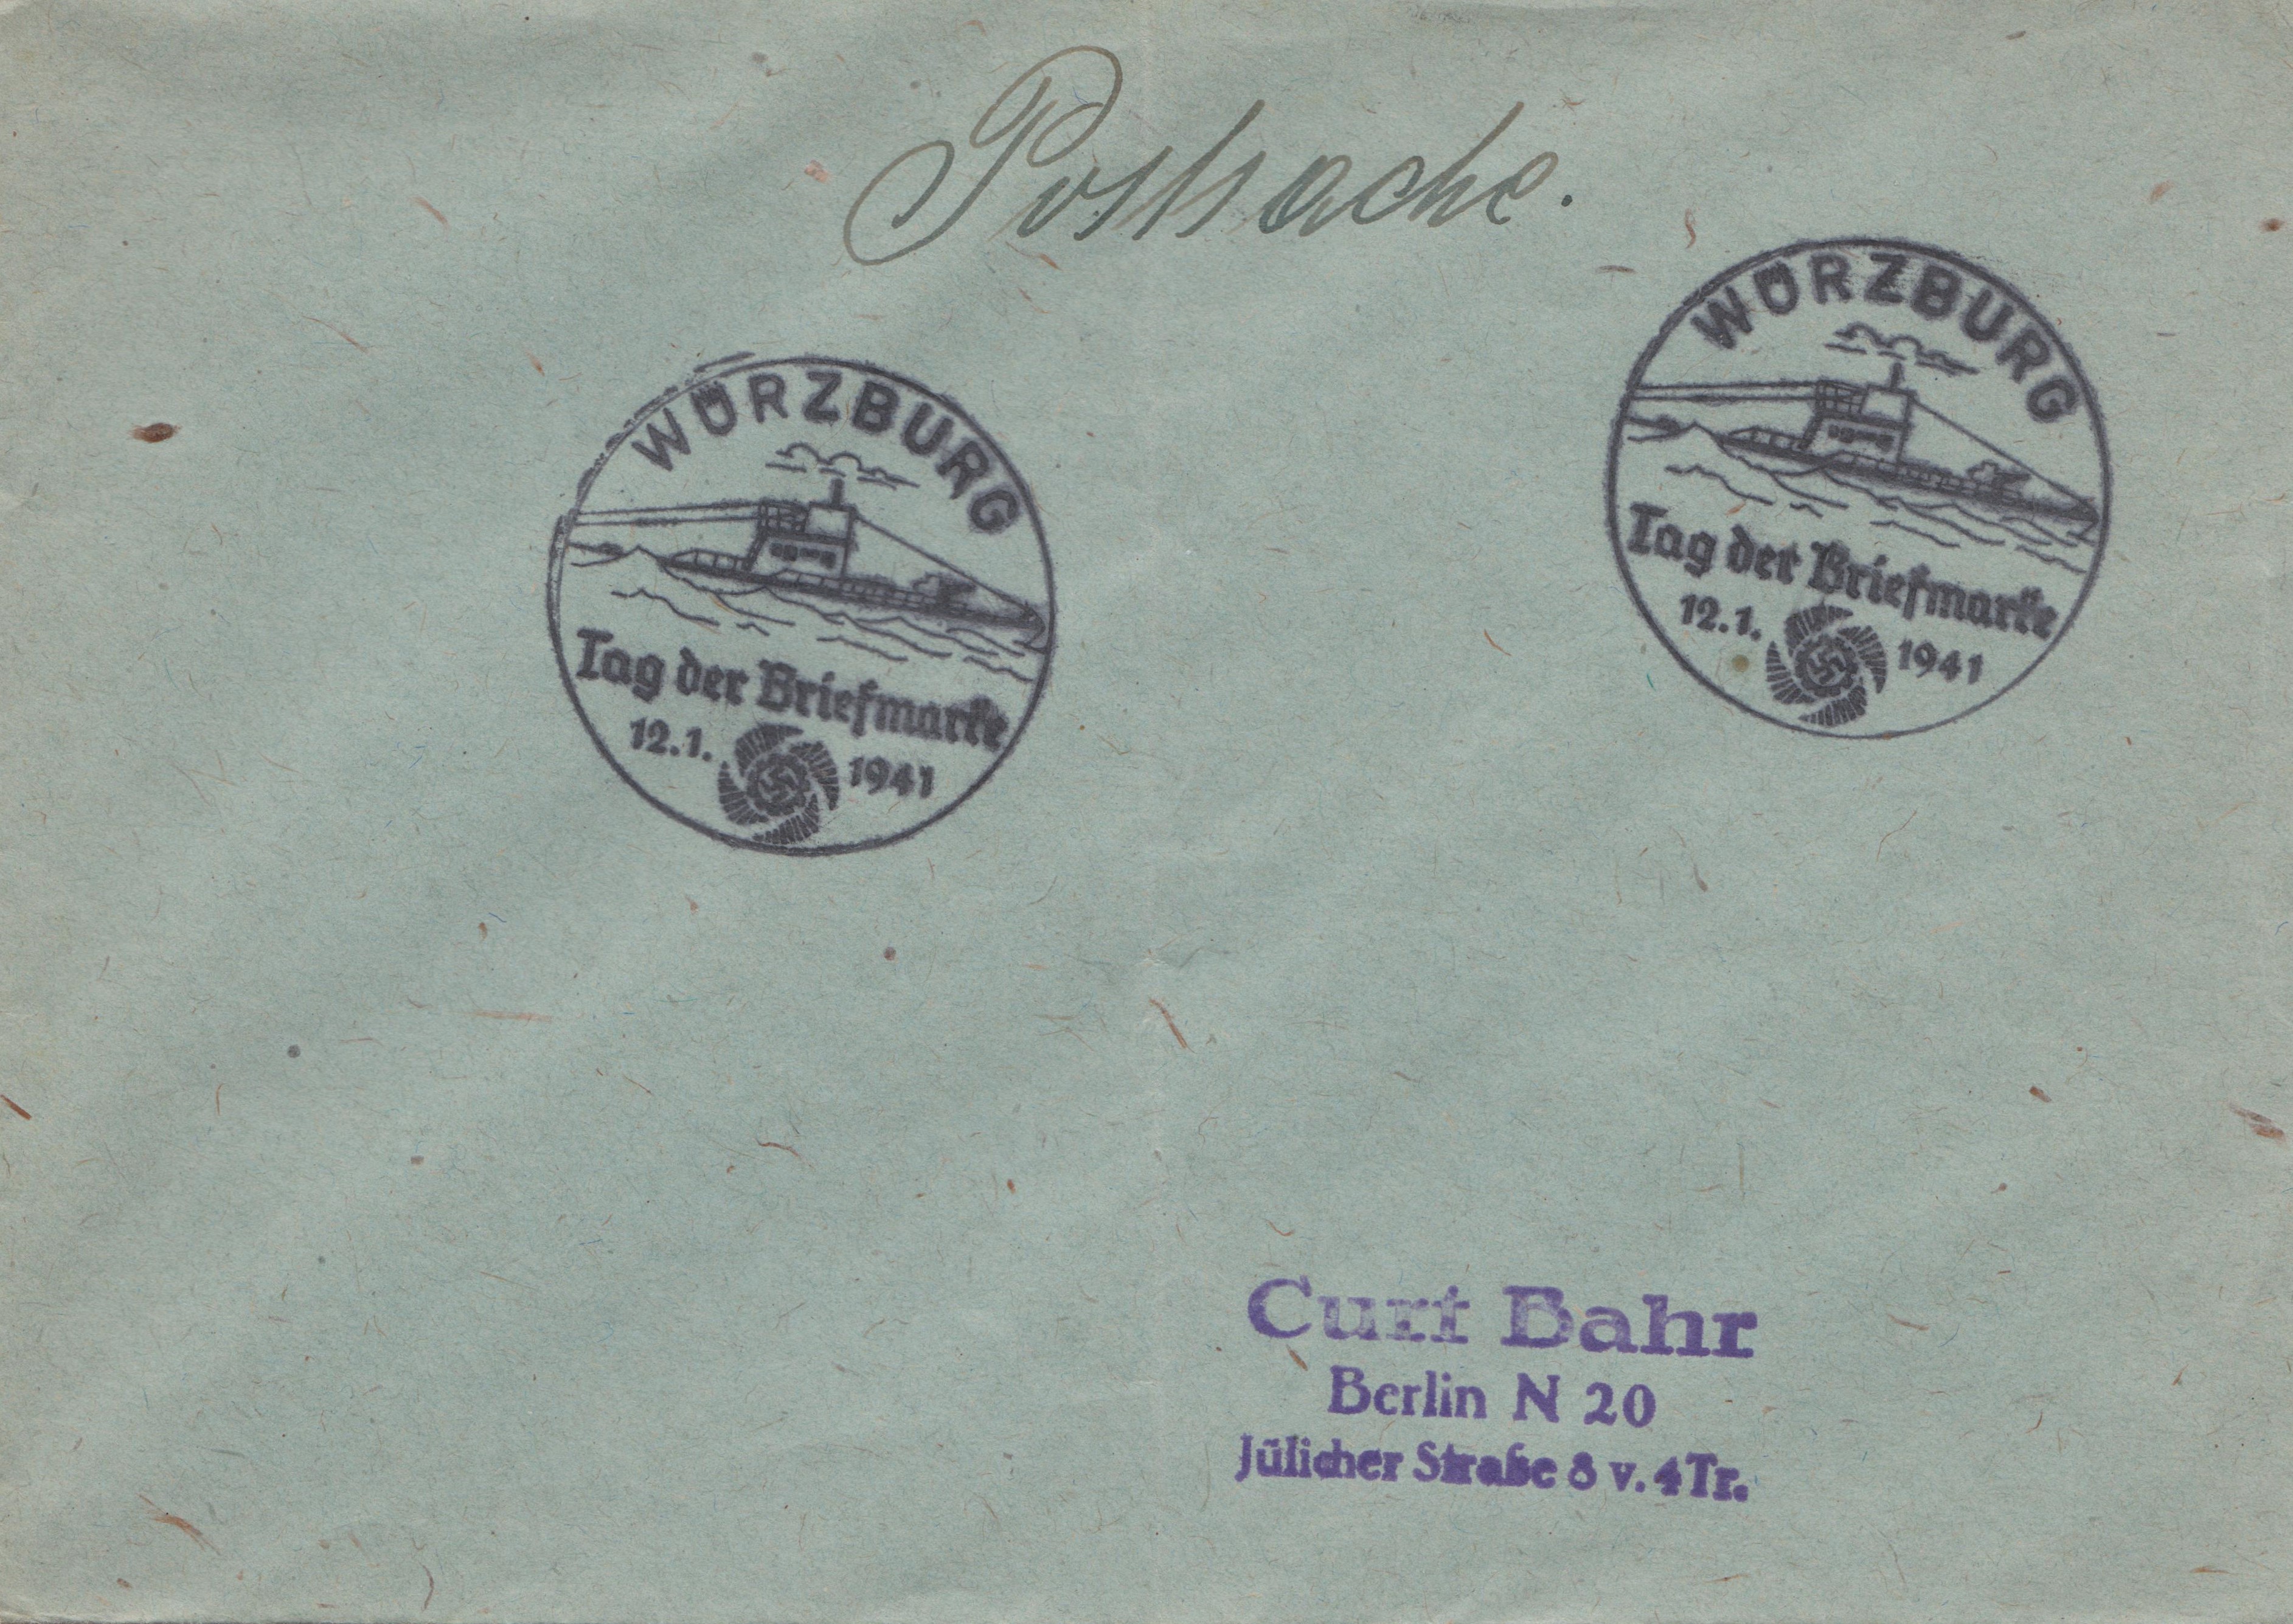 Postsache.
WÜRZBURG
Tag der Briefmarke
12.1. 1941
WÜRZBURG
Tag der Briefmarke
12.1. 1941
Curt Bahr
Berlin N 20
Jülicher Straße 8 v. 4 Tr.